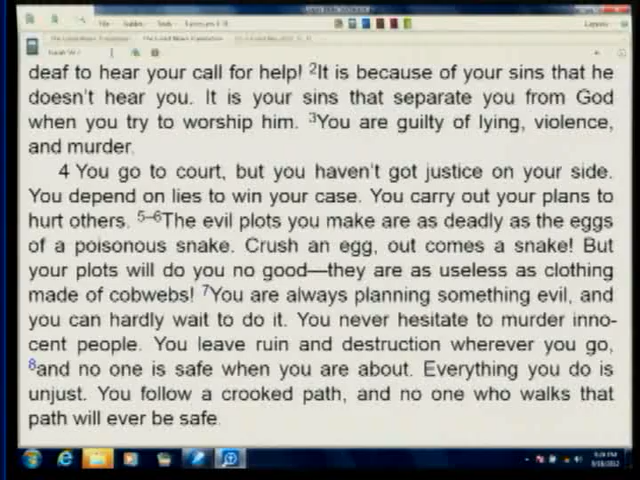 deaf to hear your call for help! 2It is because of your sins that he
doesn't hear you. It is your sins that separate you from God
when you try to worship him. 3You are guilty of lying, violence,
and murder.
4 You go to court, but you haven't got justice on your side.
You depend on lies to win your case. You carry out your plans to
hurt others. 5–6The evil plots you make are as deadly as the eggs
of a poisonous snake. Crush an egg, out comes a snake! But
your plots will do you no good—they are as useless as clothing
made of cobwebs! 7You are always planning something evil, and
you can hardly wait to do it. You never hesitate to murder inno-
cent people. You leave ruin and destruction wherever you go,
8and no one is safe when you are about. Everything you do is
unjust. You follow a crooked path, and no one who walks that
path will ever be safe.